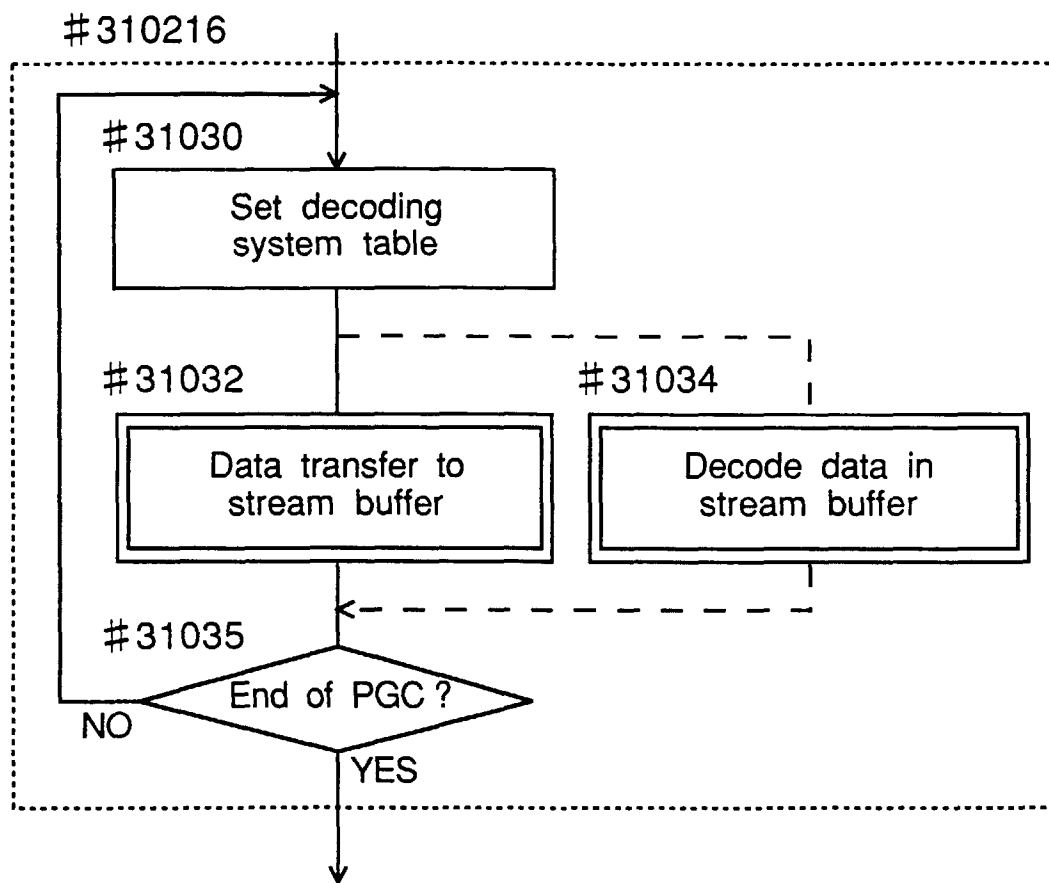 #310216
#31030
Set decoding
system table
#31032
#31034
Data transfer to
stream buffer
Decode data in
stream buffer
#31035
End of PGC ?
NO
YES